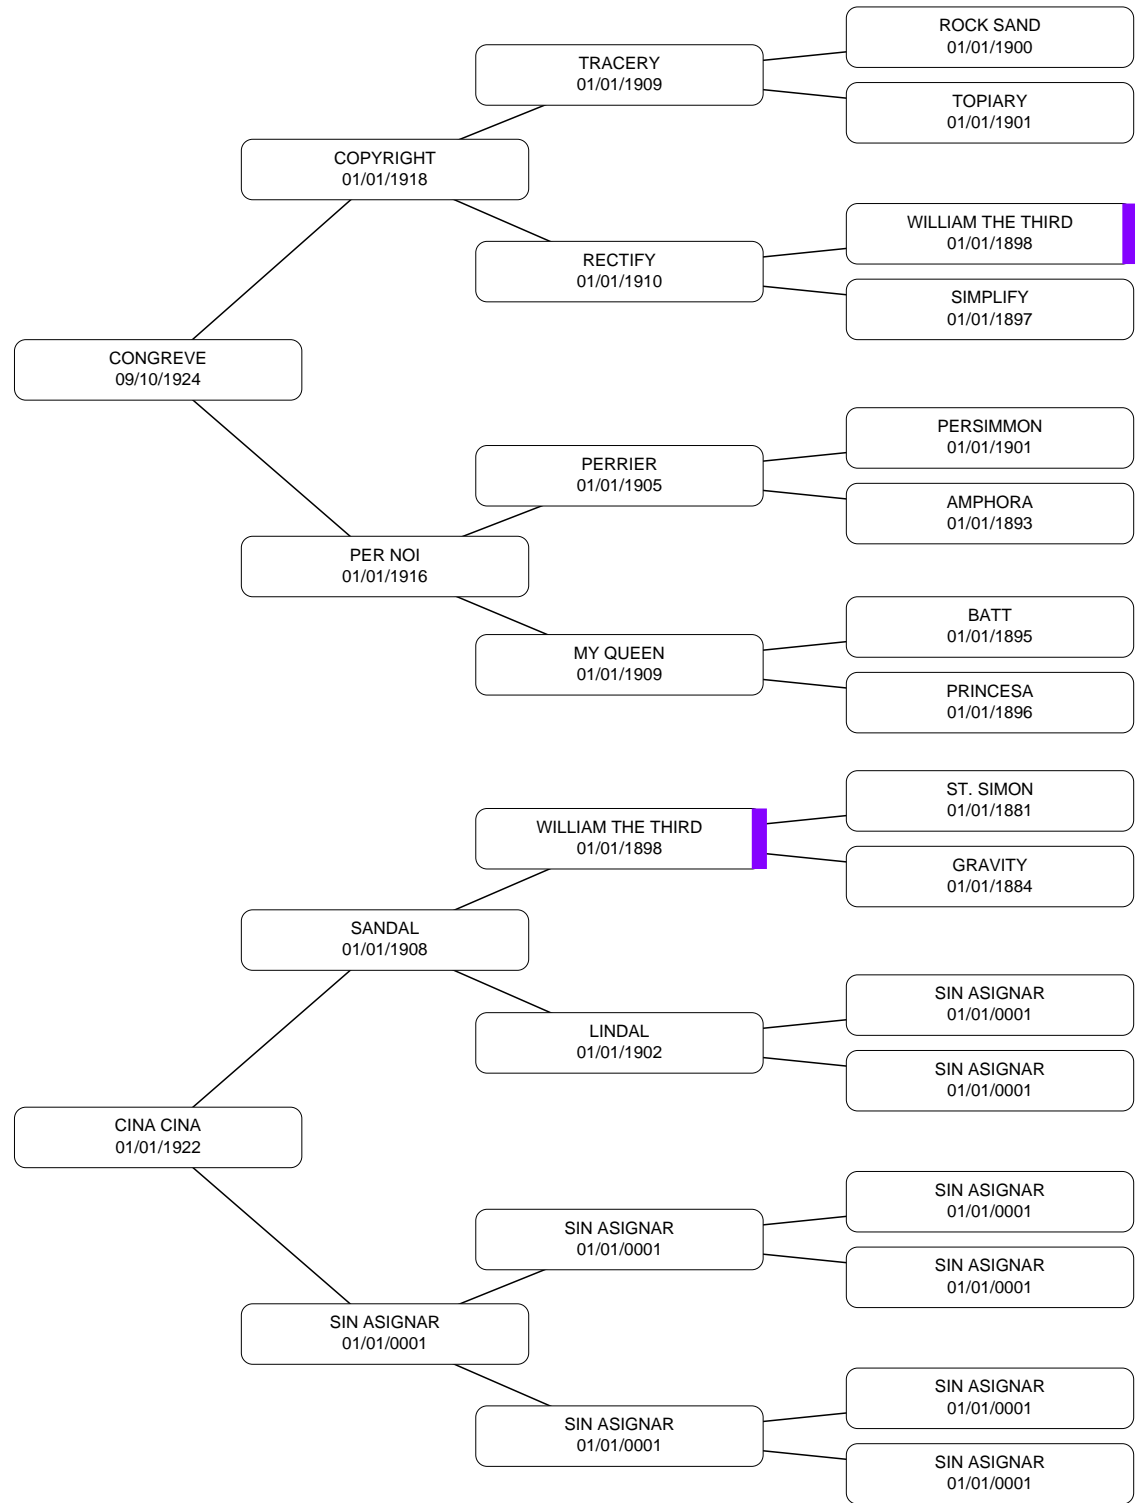 ROCK SAND
01/01/1900
TRACERY
01/01/1909
TOPIARY
01/01/1901
COPYRIGHT
01/01/1918
WILLIAM THE THIRD
01/01/1898
RECTIFY
01/01/1910
SIMPLIFY
01/01/1897
CONGREVE
09/10/1924
PERSIMMON
01/01/1901
PERRIER
01/01/1905
AMPHORA
01/01/1893
PER NOI
01/01/1916
BATT
01/01/1895
MY QUEEN
01/01/1909
PRINCESA
01/01/1896
ST. SIMON
01/01/1881
WILLIAM THE THIRD
01/01/1898
GRAVITY
01/01/1884
SANDAL
01/01/1908
SIN ASIGNAR
01/01/0001
LINDAL
01/01/1902
SIN ASIGNAR
01/01/0001
CINA CINA
01/01/1922
SIN ASIGNAR
01/01/0001
SIN ASIGNAR
01/01/0001
SIN ASIGNAR
01/01/0001
SIN ASIGNAR
01/01/0001
SIN ASIGNAR
01/01/0001
SIN ASIGNAR
01/01/0001
SIN ASIGNAR
01/01/0001